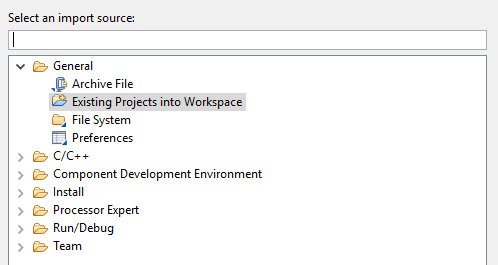 Select an import source:
General
Archive File
Existing Projects into Workspace
File System
Preferences
C/C++
Component Development Environment
Install
Processor Expert
Run/Debug
Team